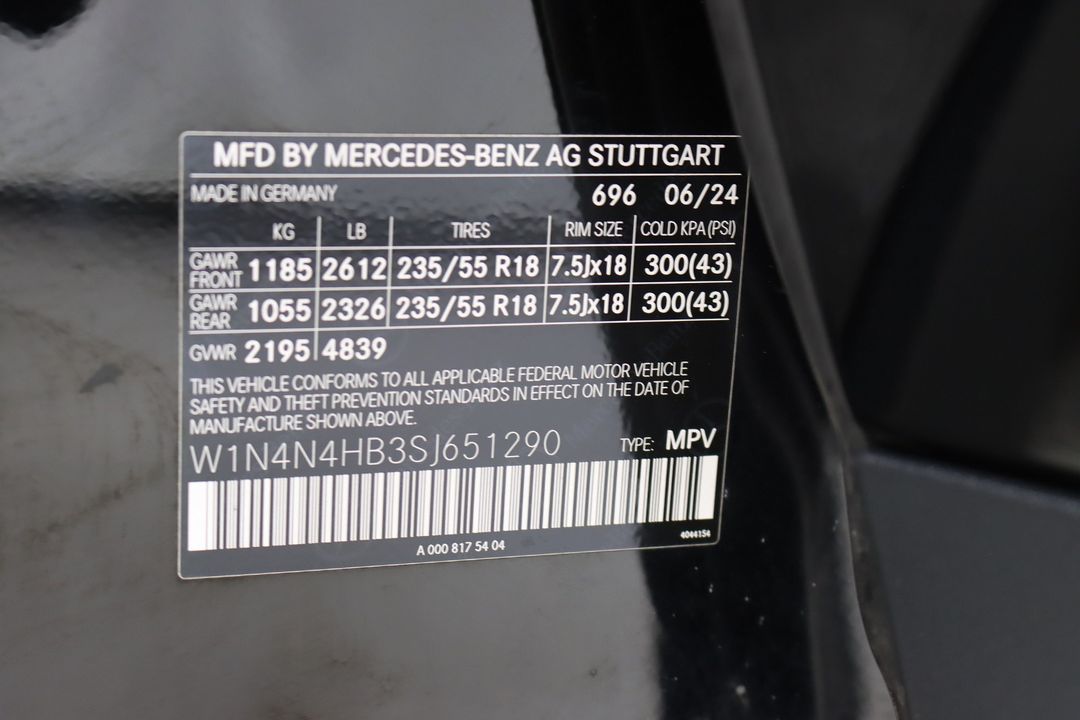 MFD BY MERCEDES-BENZ AG STUTTGART
MADE IN GERMANY 696 06/24
KG LB TIRES RIM SIZE COLD KPA (PSI)
GAWR FRONT 1185 2612 235/55 R18 7.5Jx18 300(43)
GAWR REAR 1055 2326 235/55 R18 7.5Jx18 300(43)
GVWR 2195 4839
THIS VEHICLE CONFORMS TO ALL APPLICABLE FEDERAL MOTOR VEHICLE
SAFETY AND THEFT PREVENTION STANDARDS IN EFFECT ON THE DATE OF
MANUFACTURE SHOWN ABOVE.
W1N4N4HB3SJ651290 TYPE: MPV
A 000 817 54 04 4044154